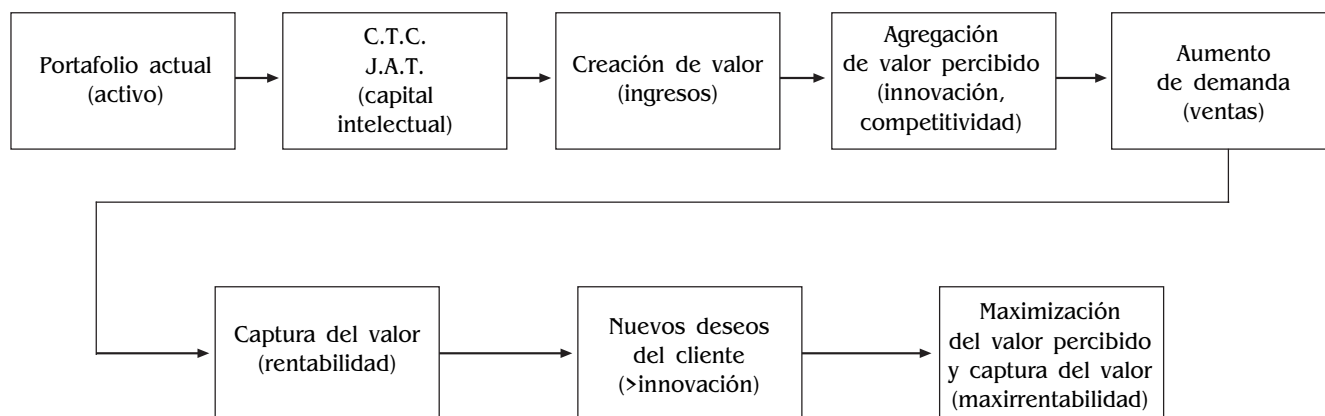 Portafolio actual
(activo)
C.T.C.
J.A.T.
(capital
intelectual)
Creación de valor
(ingresos)
Agregación
de valor percibido
(innovación,
competitividad)
Aumento
de demanda
(ventas)
Captura del valor
(rentabilidad)
Nuevos deseos
del cliente
(>innovación)
Maximización
del valor percibido
y captura del valor
(maxirrentabilidad)